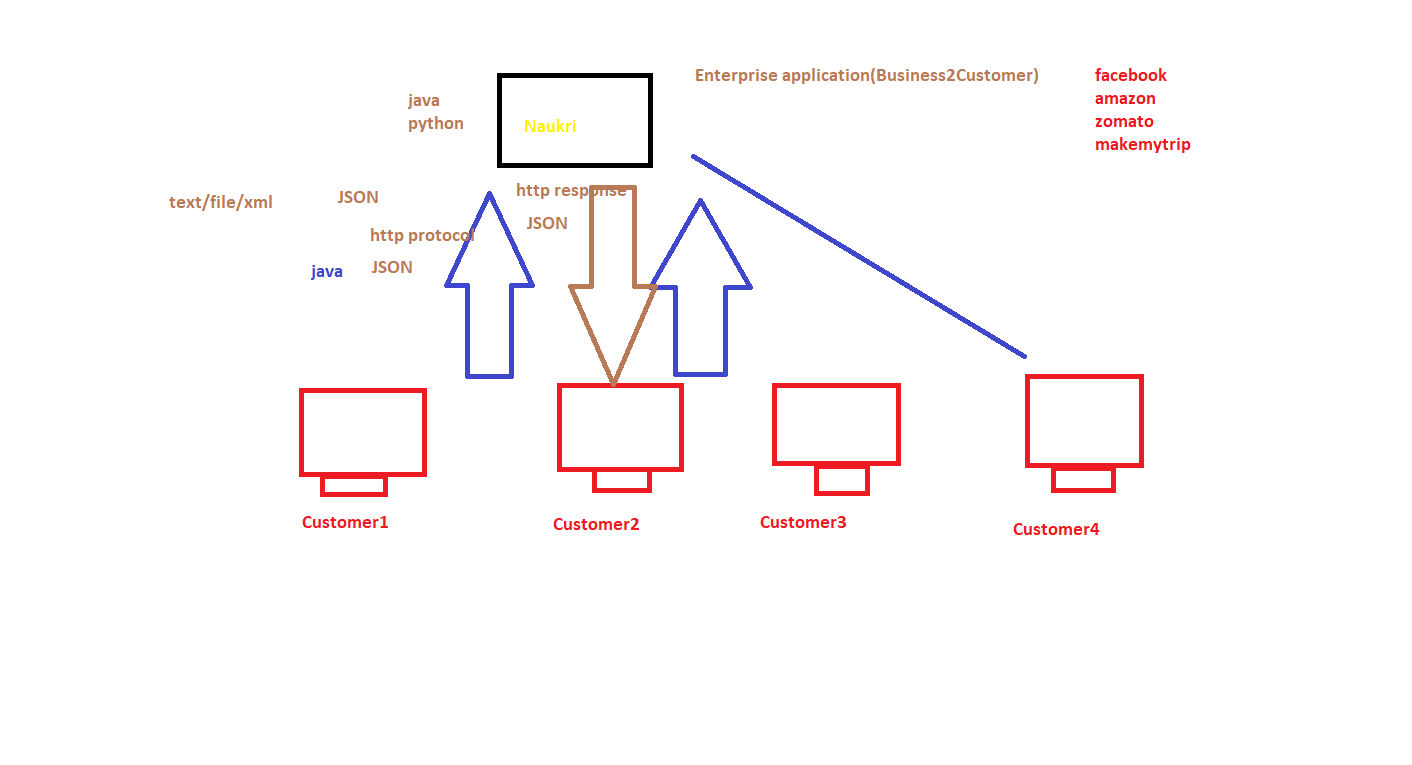 Enterprise application(Business2Customer)
facebook
amazon
zomato
makemytrip
java
python
Naukri
http response
text/file/xml
JSON
JSON
http protocol
java
JSON
Customer1
Customer2
Customer3
Customer4